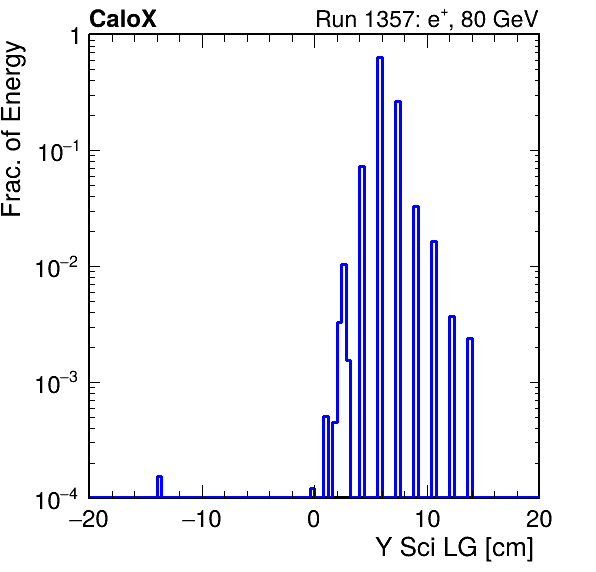 CaloX Run 1357: e⁺, 80 GeV
Frac. of Energy
1
10⁻¹
10⁻²
10⁻³
10⁻⁴
−20 −10 0 10 20
Y Sci LG [cm]